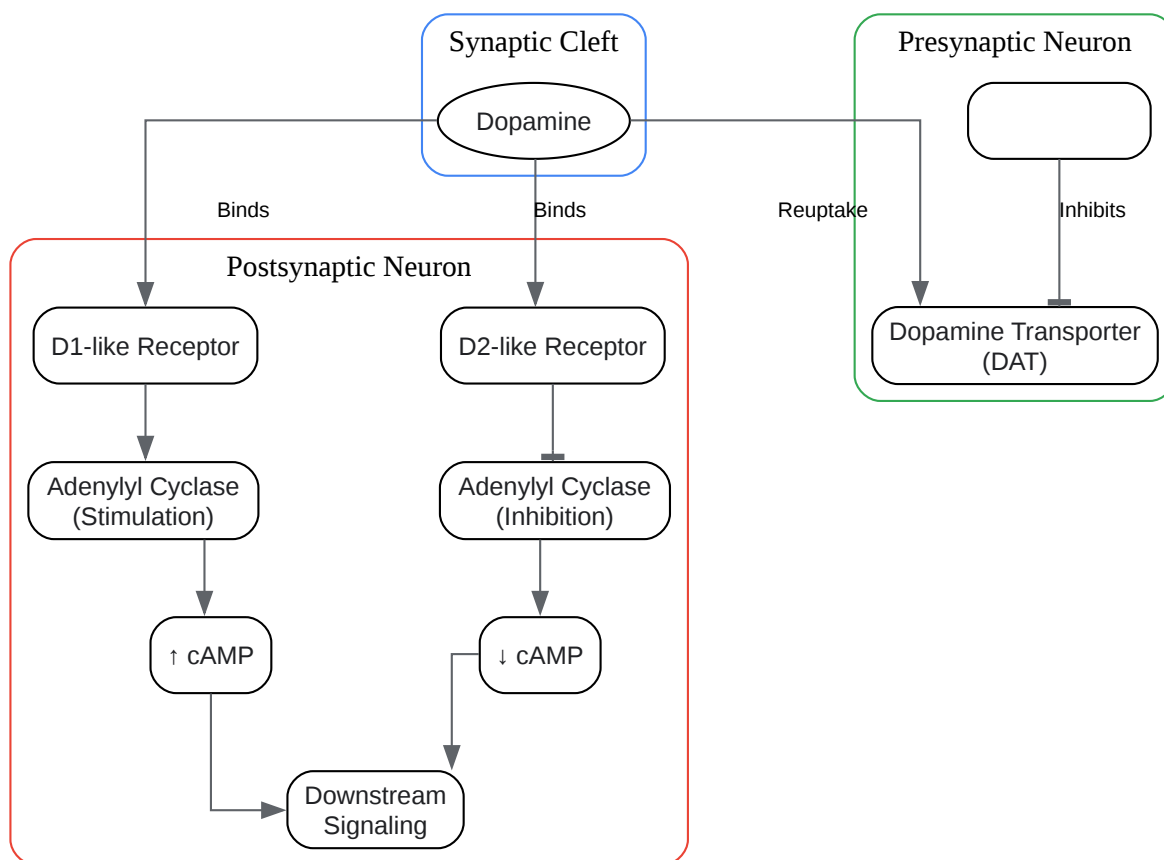 Synaptic Cleft
Presynaptic Neuron
Dopamine
Binds
Binds
Reuptake
Inhibits
Postsynaptic Neuron
D1-like Receptor
D2-like Receptor
Dopamine Transporter
(DAT)
Adenylyl Cyclase
(Stimulation)
Adenylyl Cyclase
(Inhibition)
↑ cAMP
↓ cAMP
Downstream
Signaling